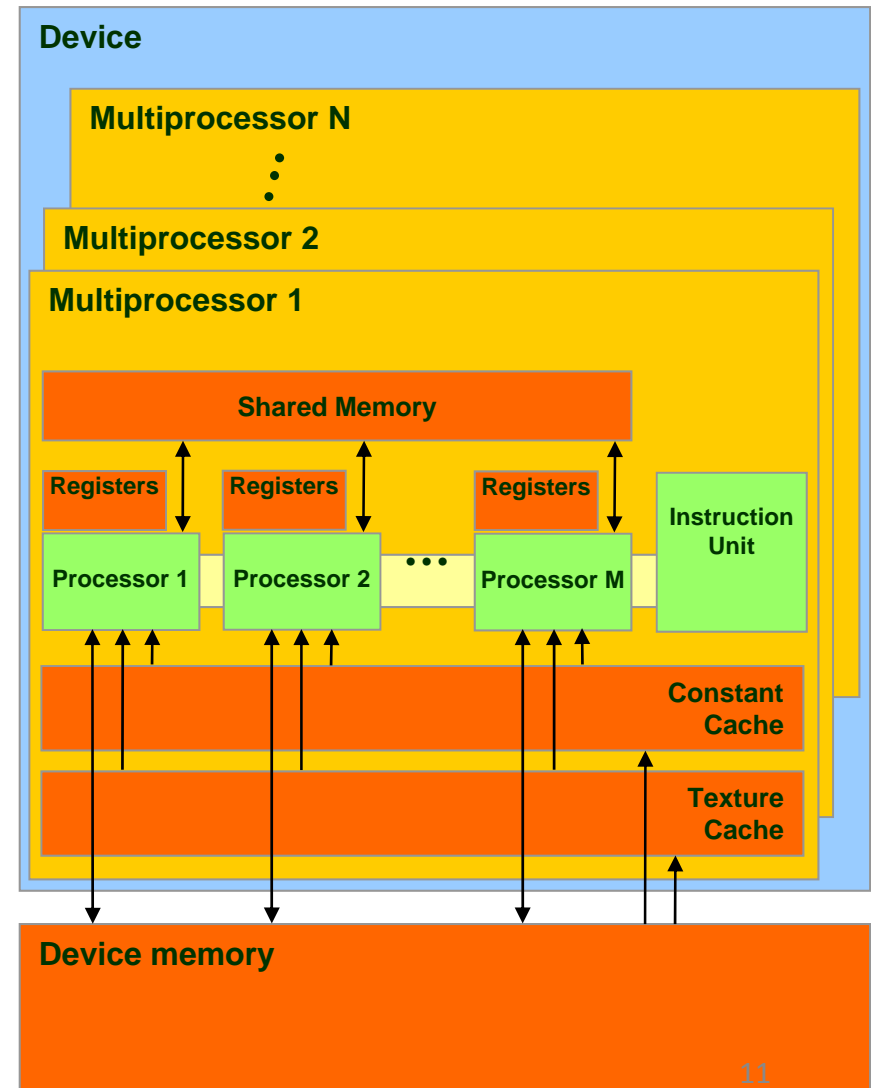 Device
Multiprocessor N
Multiprocessor 2
Multiprocessor 1
Shared Memory
Registers
Registers
Registers
Instruction
Unit
Processor 1
Processor 2
...
Processor M
Constant
Cache
Texture
Cache
Device memory
11